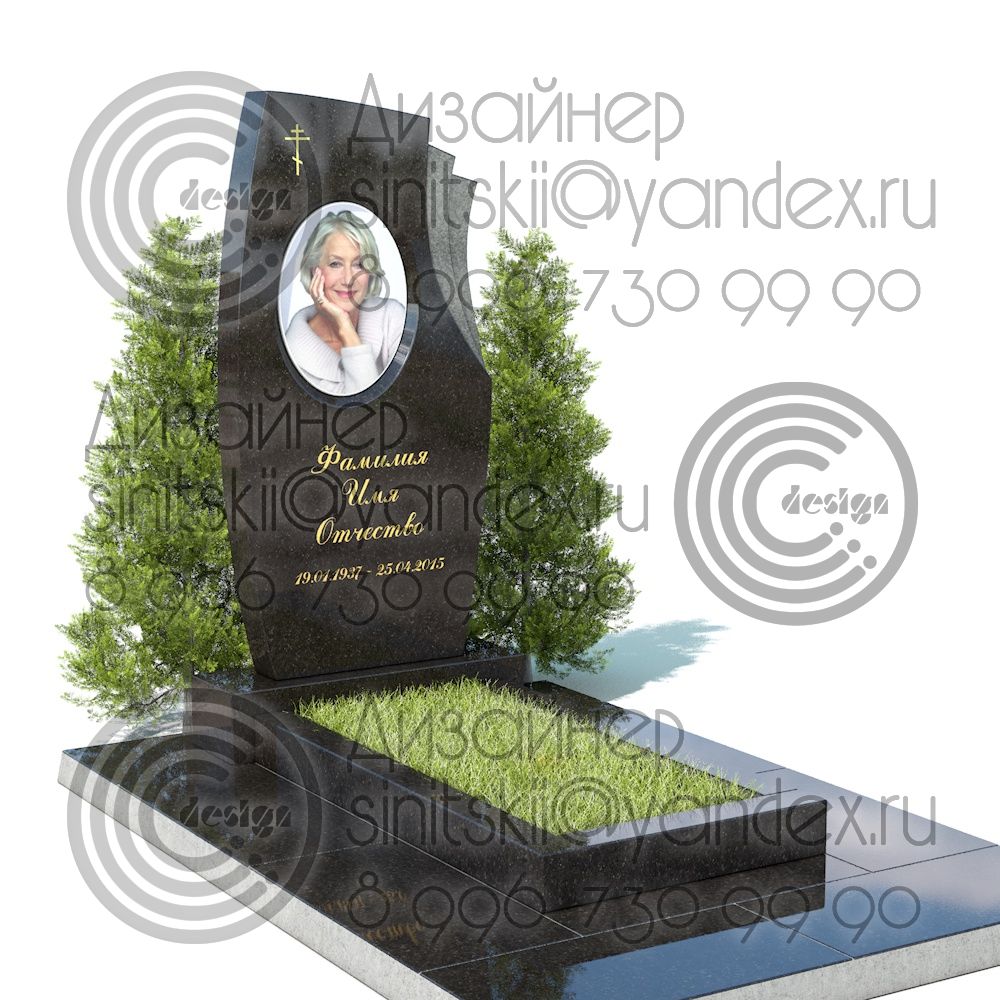 Дизайнер
sinitskii@yandex.ru
8 996 730 99 90
design
Дизайнер
sinitskii@yandex.ru
8 996 730 99 90
design
Фамилия
Имя
Отчество
19.01.1937 - 25.04.2015
Дизайнер
sinitskii@yandex.ru
8 996 730 99 90
design